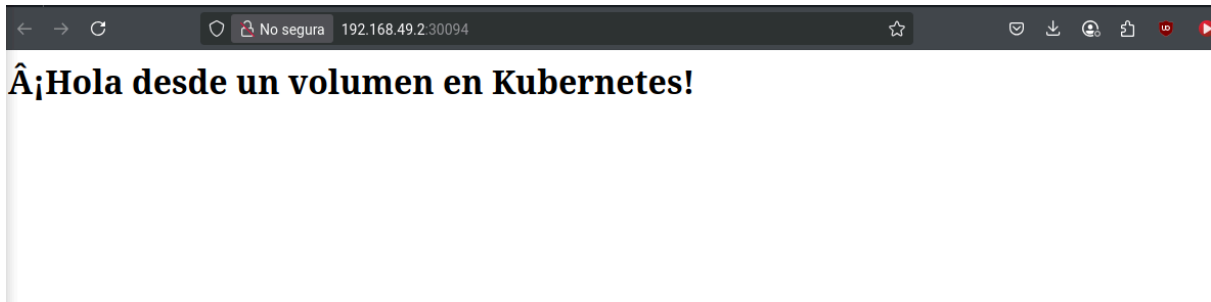 No segura 192.168.49.2:30094
Â¡Hola desde un volumen en Kubernetes!